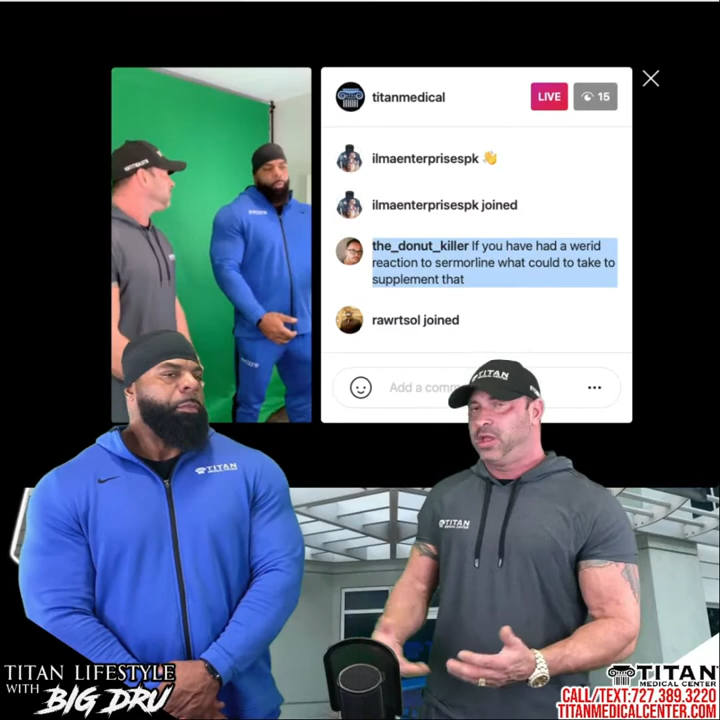 titanmedical
LIVE
15
ilmaenterprisespk 👋
ilmaenterprisespk joined
the_donut_killer If you have had a werid
reaction to sermorline what could to take to
supplement that
rawrtsol joined
Add a comm
TITAN
TITAN
TITAN
TITAN LIFESTYLE
WITH BIG DRU
TITAN
MEDICAL CENTER
CALL/TEXT:727.389.3220
TITANMEDICALCENTER.COM